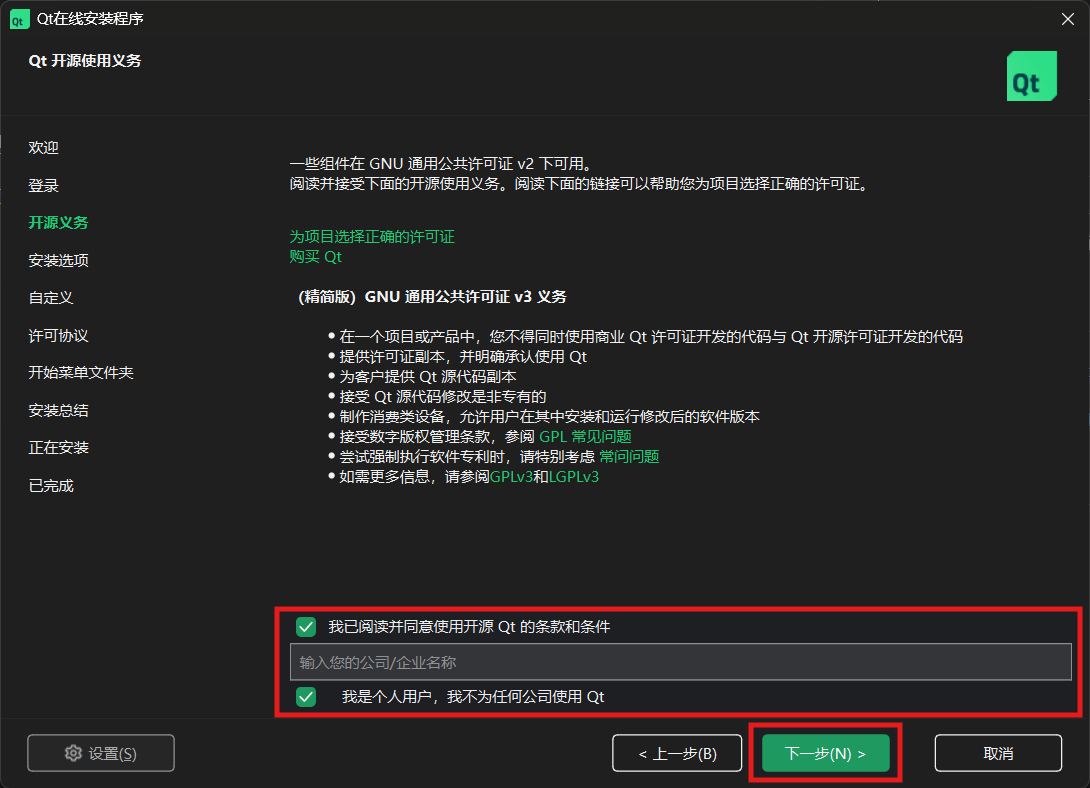 Qt Qt在线安装程序
Qt 开源使用义务
Qt
欢迎
登录
开源义务
安装选项
自定义
许可协议
开始菜单文件夹
安装总结
正在安装
已完成
一些组件在 GNU 通用公共许可证 v2 下可用。
阅读并接受下面的开源使用义务。阅读下面的链接可以帮助您为项目选择正确的许可证。
为项目选择正确的许可证
购买 Qt
(精简版) GNU 通用公共许可证 v3 义务
•在一个项目或产品中，您不得同时使用商业 Qt 许可证开发的代码与 Qt 开源许可证开发的代码
•提供许可证副本，并明确承认使用 Qt
•为客户提供 Qt 源代码副本
•接受 Qt 源代码修改是非专有的
•制作消费类设备，允许用户在其中安装和运行修改后的软件版本
•接受数字版权管理条款，参阅 GPL 常见问题
•尝试强制执行软件专利时，请特别考虑 常问问题
•如需更多信息，请参阅GPLv3和LGPLv3
我已阅读并同意使用开源 Qt 的条款和条件
输入您的公司/企业名称
我是个人用户，我不为任何公司使用 Qt
设置(S)
< 上一步(B)
下一步(N) >
取消